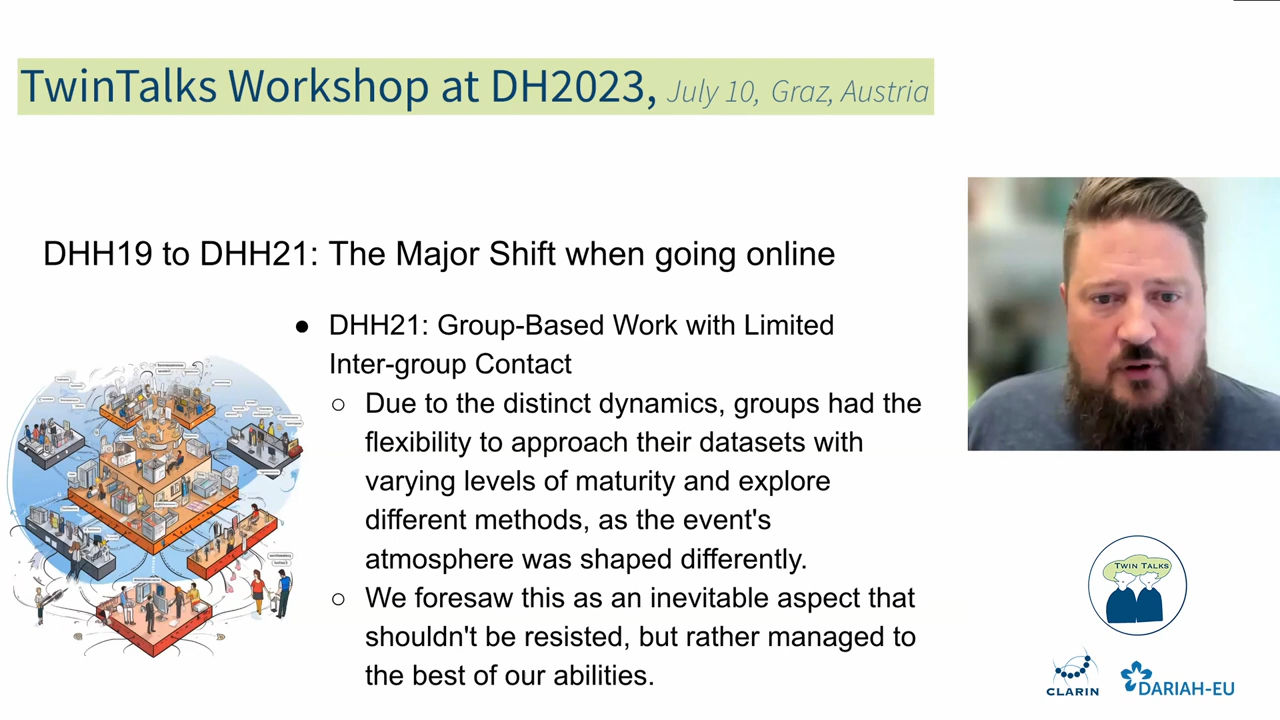 TwinTalks Workshop at DH2023, July 10, Graz, Austria
DHH19 to DHH21: The Major Shift when going online
● DHH21: Group-Based Work with Limited
Inter-group Contact
○ Due to the distinct dynamics, groups had the
flexibility to approach their datasets with
varying levels of maturity and explore
different methods, as the event's
atmosphere was shaped differently.
○ We foresaw this as an inevitable aspect that
shouldn't be resisted, but rather managed to
the best of our abilities.
TWIN TALKS
CLARIN
DARIAH-EU